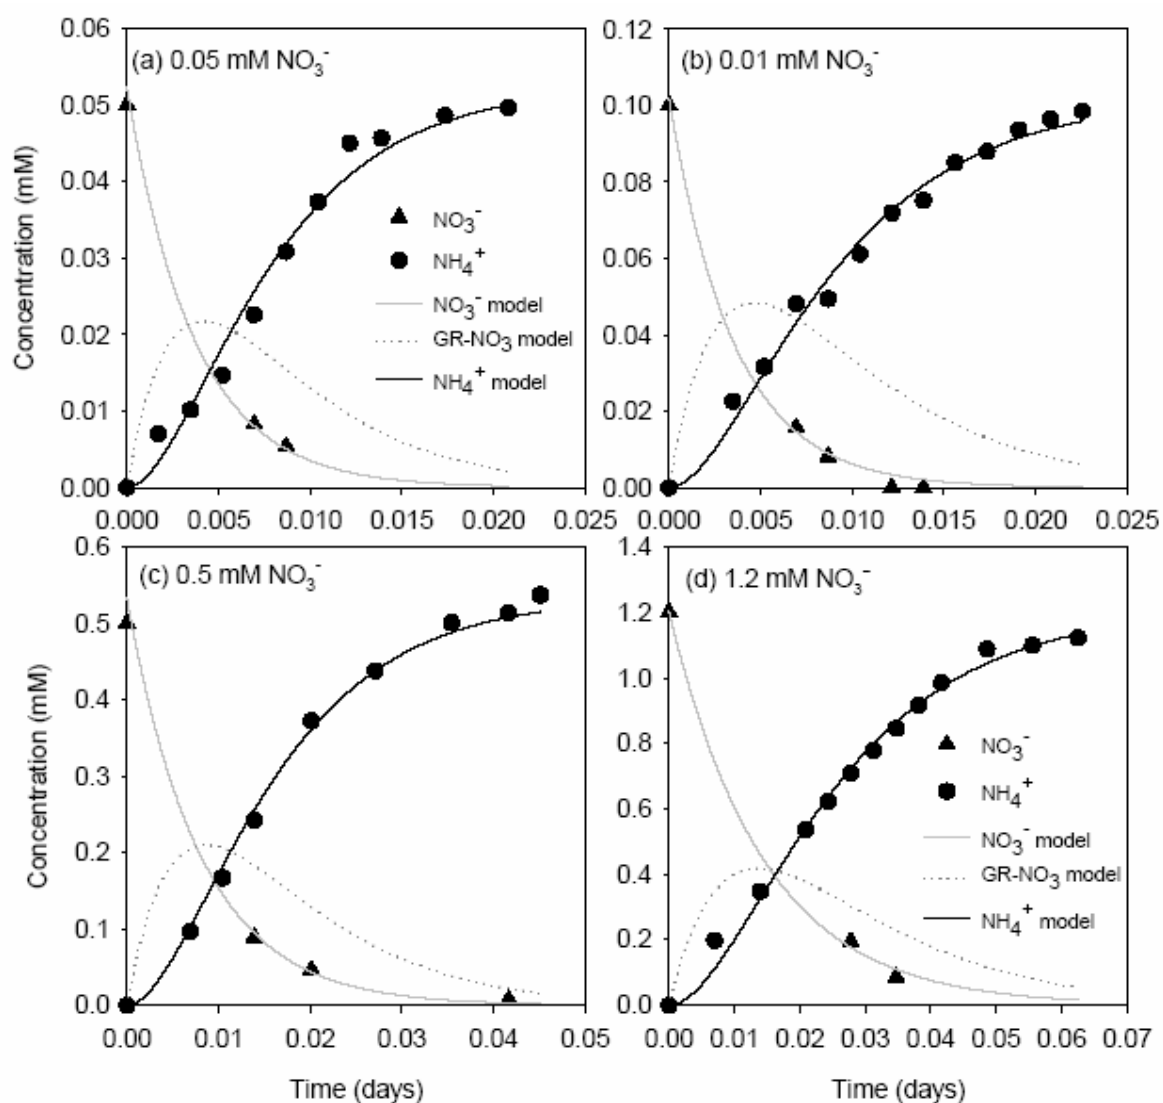 (a) 0.05 mM NO₃⁻
0.06
0.05
0.04
0.03
0.02
0.01
0.00
Concentration (mM)
NO₃⁻
NH₄⁺
NO₃⁻ model
GR-NO₃ model
NH₄⁺ model
0.000 0.005 0.010 0.015 0.020 0.025
(b) 0.01 mM NO₃⁻
0.12
0.10
0.08
0.06
0.04
0.02
0.00
0.000 0.005 0.010 0.015 0.020 0.025
(c) 0.5 mM NO₃⁻
0.6
0.5
0.4
0.3
0.2
0.1
0.0
Concentration (mM)
0.00 0.01 0.02 0.03 0.04 0.05
Time (days)
(d) 1.2 mM NO₃⁻
1.4
1.2
1.0
0.8
0.6
0.4
0.2
0.0
NO₃⁻
NH₄⁺
NO₃⁻ model
GR-NO₃ model
NH₄⁺ model
0.00 0.01 0.02 0.03 0.04 0.05 0.06 0.07
Time (days)